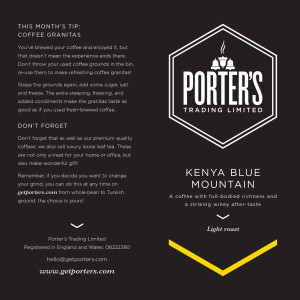 THIS MONTH'S TIP:
COFFEE GRANITAS
You've brewed your coffee and enjoyed it, but
that doesn't mean the experience ends there.
Don't throw your used coffee grounds in the bin,
re-use them to make refreshing coffee granitas!
Steep the grounds again, add some sugar, salt
and freeze. The extra steeping, freezing, and
added condiments make the granitas taste as
good as if you used fresh-brewed coffee.
DON'T FORGET
Don't forget that as well as our premium quality
coffees, we also sell luxury loose leaf tea. These
are not only a treat for your home or office, but
also make wonderful gifts!
Remember, if you decide you want to change
your grind, you can do this at any time on
getporters.com from whole bean to Turkish
ground, the choice is yours!
Porter's Trading Limited
Registered in England and Wales: 08222380
hello@getporters.com
www.getporters.com
PORTER'S
TRADING LIMITED
KENYA BLUE
MOUNTAIN
A coffee with full-bodied richness and
a striking winey after-taste
Light roast